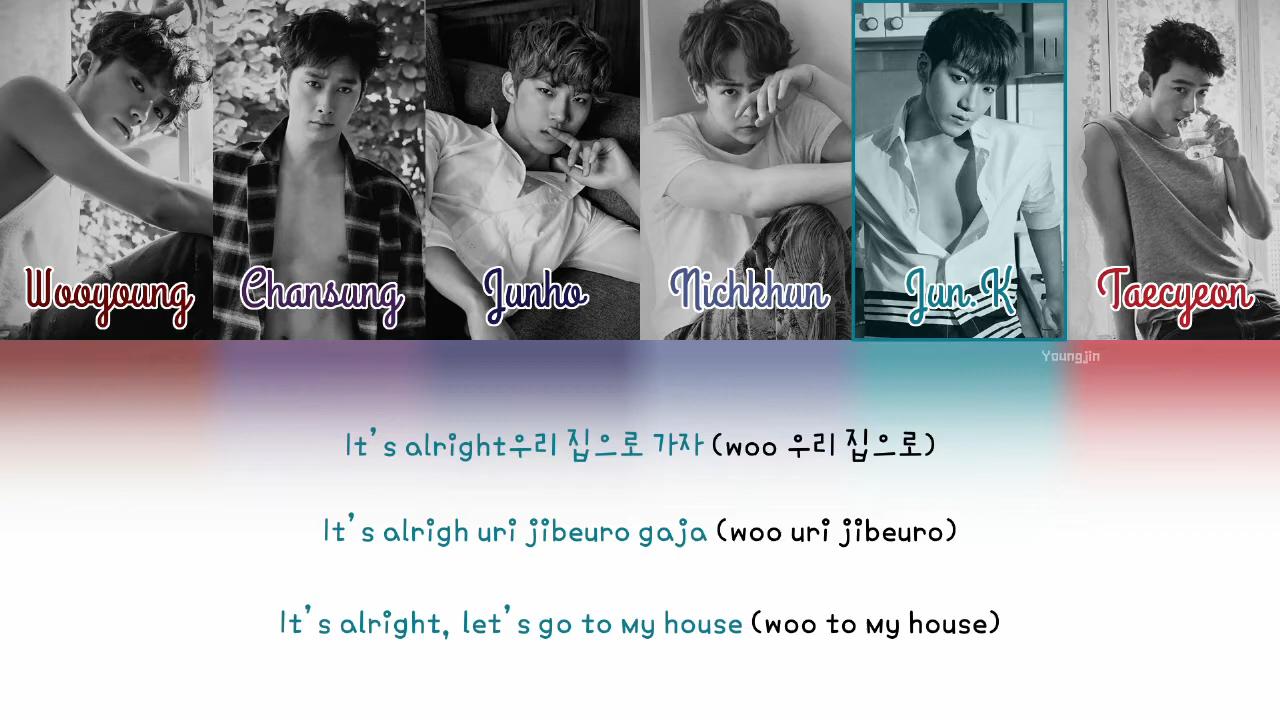 Wooyoung Chansung Junho Nichkhun Jun.K Taecyeon
Youngjin
It's alright우리 집으로 가자 (woo 우리 집으로)
It's alrigh uri jibeuro gaja (woo uri jibeuro)
It's alright, let's go to my house (woo to my house)